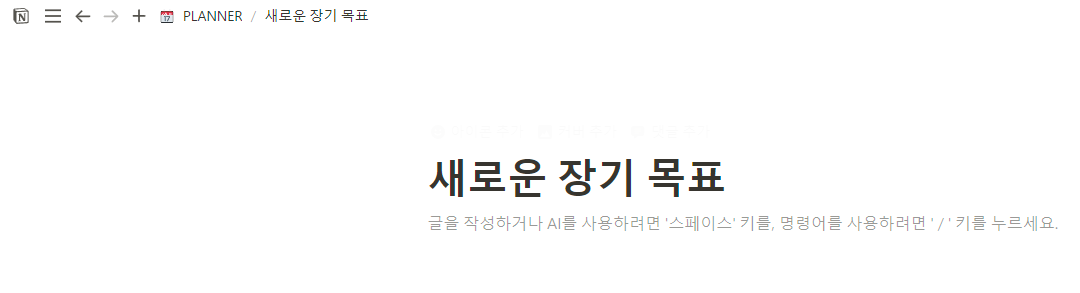 PLANNER / 새로운 장기 목표
새로운 장기 목표
글을 작성하거나 AI를 사용하려면 '스페이스' 키를, 명령어를 사용하려면 ' / ' 키를 누르세요.